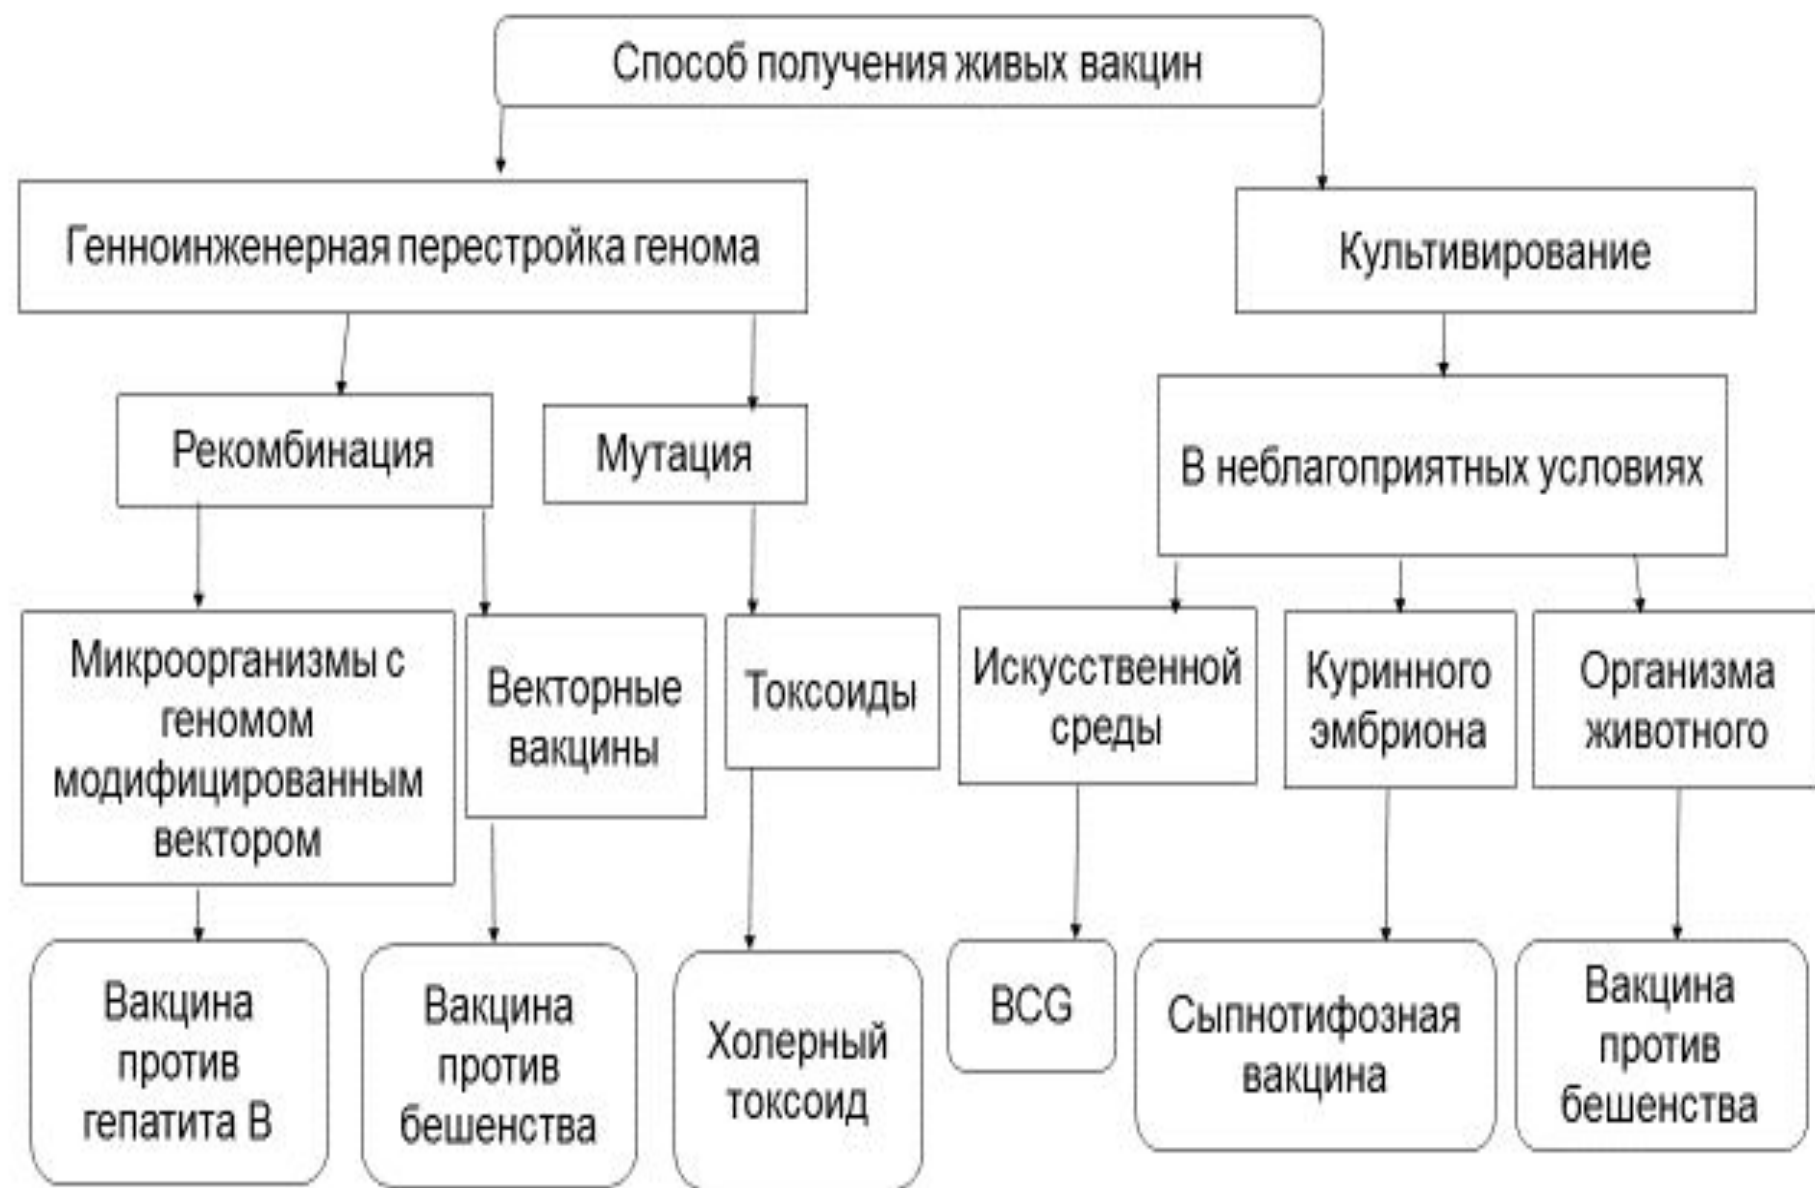 Способ получения живых вакцин
Генноинженерная перестройка генома
Культивирование
Рекомбинация
Мутация
В неблагоприятных условиях
Микроорганизмы с
геномом
модифицированным
вектором
Векторные
вакцины
Токсоиды
Искусственной
среды
Куринного
эмбриона
Организма
животного
Вакцина
против
гепатита В
Вакцина
против
бешенства
Холерный
токсоид
BCG
Сыпнотифозная
вакцина
Вакцина
против
бешенства